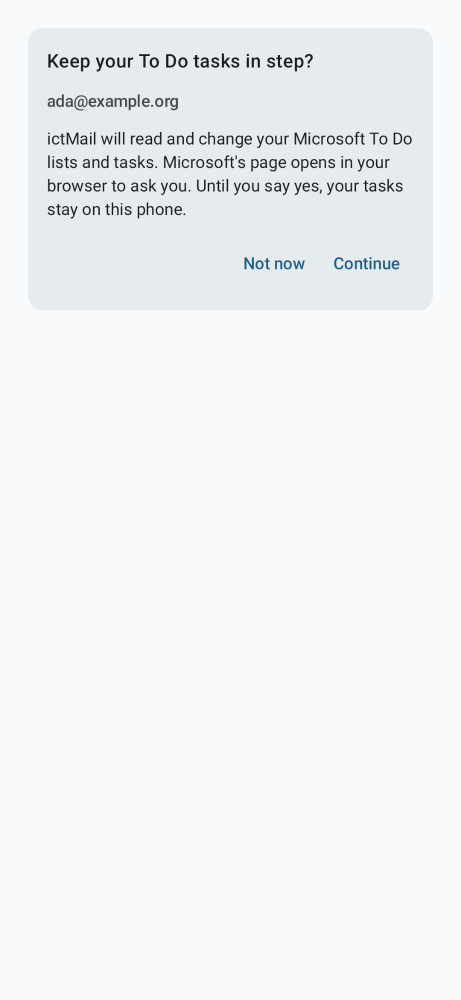 Keep your To Do tasks in step?
ada@example.org
ictMail will read and change your Microsoft To Do
lists and tasks. Microsoft's page opens in your
browser to ask you. Until you say yes, your tasks
stay on this phone.
Not now Continue